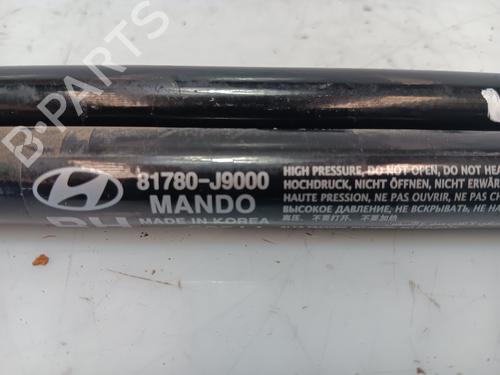 B-PARTS
81780-J9000
MANDO
RH
MADE IN KOREA
HIGH PRESSURE, DO NOT OPEN, DO NOT HEA
HOCHDRUCK, NICHT ÖFFNEN, NICHT ERWÄR
HAUTE PRESSION, NE PAS OUVRIR, NE PAS C
ВЫСОКОЕ ДАВЛЕНИЕ, НЕ ВСКРЫВАТЬ, НЕ НА
高压, 不要打开, 不要加热